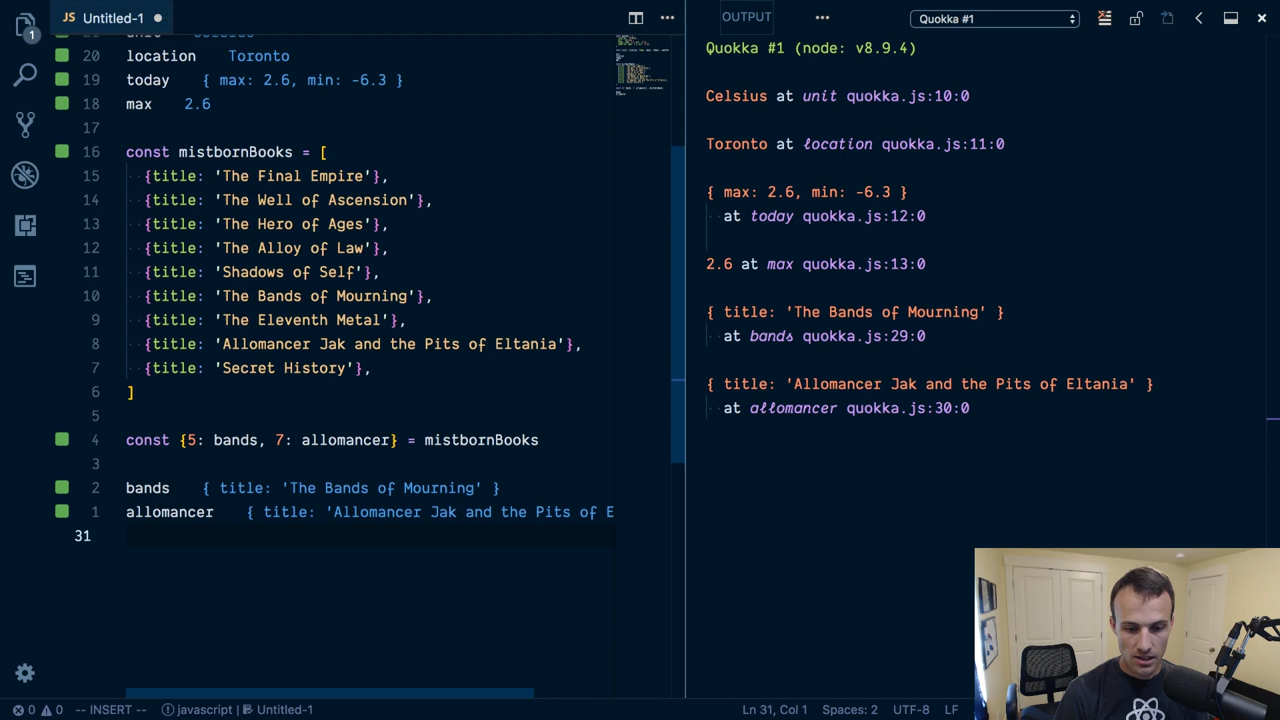 JS Untitled-1
OUTPUT
Quokka #1
1
Celsius
20 location Toronto
19 today { max: 2.6, min: -6.3 }
18 max 2.6
17
16 const mistbornBooks = [
15 {title: 'The Final Empire'},
14 {title: 'The Well of Ascension'},
13 {title: 'The Hero of Ages'},
12 {title: 'The Alloy of Law'},
11 {title: 'Shadows of Self'},
10 {title: 'The Bands of Mourning'},
9 {title: 'The Eleventh Metal'},
8 {title: 'Allomancer Jak and the Pits of Eltania'},
7 {title: 'Secret History'},
6 ]
5
4 const {5: bands, 7: allomancer} = mistbornBooks
3
2 bands { title: 'The Bands of Mourning' }
1 allomancer { title: 'Allomancer Jak and the Pits of E
31
Quokka #1 (node: v8.9.4)
Celsius at unit quokka.js:10:0
Toronto at location quokka.js:11:0
{ max: 2.6, min: -6.3 }
at today quokka.js:12:0
2.6 at max quokka.js:13:0
{ title: 'The Bands of Mourning' }
at bands quokka.js:29:0
{ title: 'Allomancer Jak and the Pits of Eltania' }
at allomancer quokka.js:30:0
0 0 -- INSERT -- javascript | Untitled-1
Ln 31, Col 1 Spaces: 2 UTF-8 LF